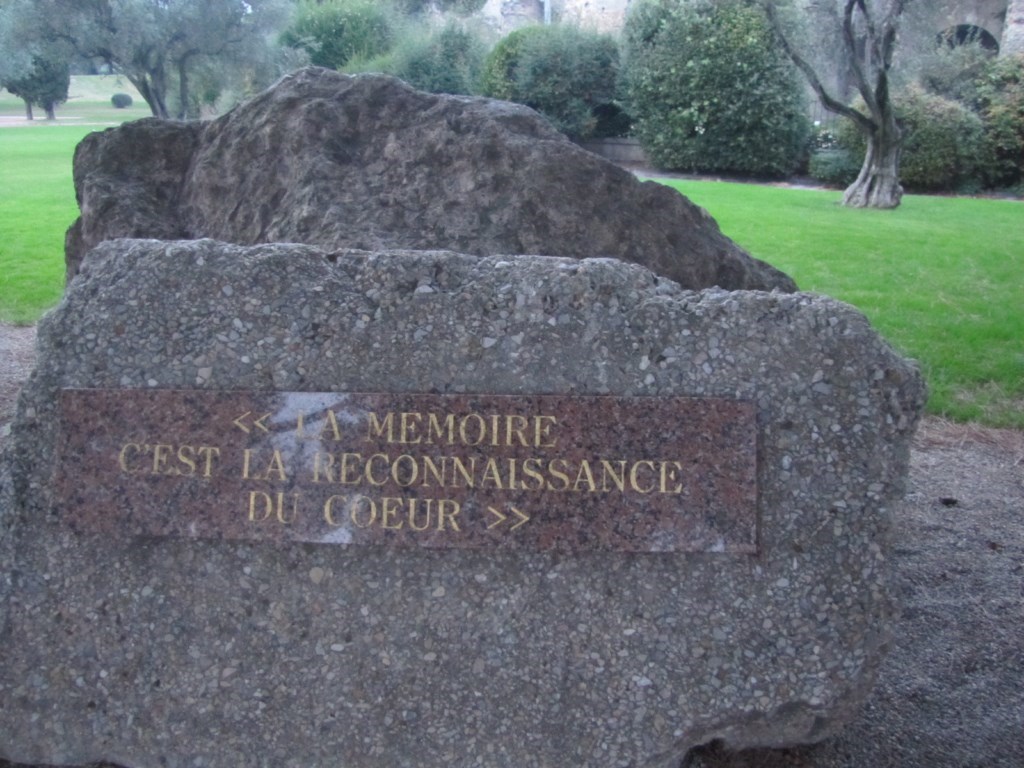 << LA MEMOIRE
C'EST LA RECONNAISSANCE
DU COEUR >>